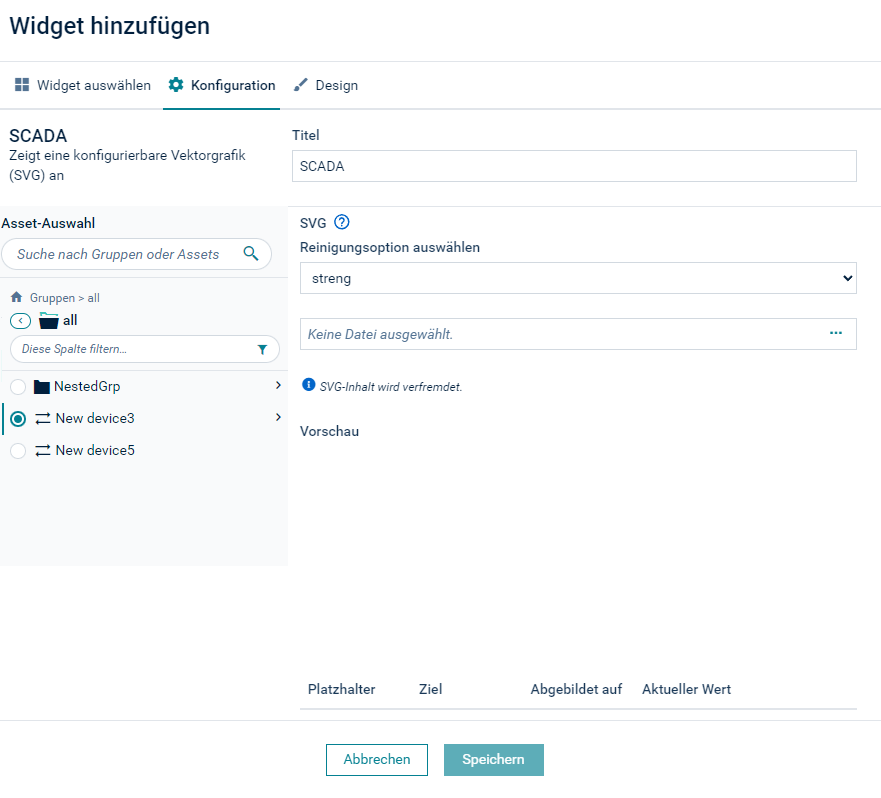 Widget hinzufügen
Widget auswählen
Konfiguration
Design
SCADA
Zeigt eine konfigurierbare Vektorgrafik
(SVG) an
Titel
SCADA
Asset-Auswahl
Suche nach Gruppen oder Assets
Gruppen > all
all
Diese Spalte filtern...
NestedGrp
New device3
New device5
SVG
Reinigungsoption auswählen
streng
Keine Datei ausgewählt.
SVG-Inhalt wird verfremdet.
Vorschau
Platzhalter Ziel Abgebildet auf Aktueller Wert
Abbrechen Speichern